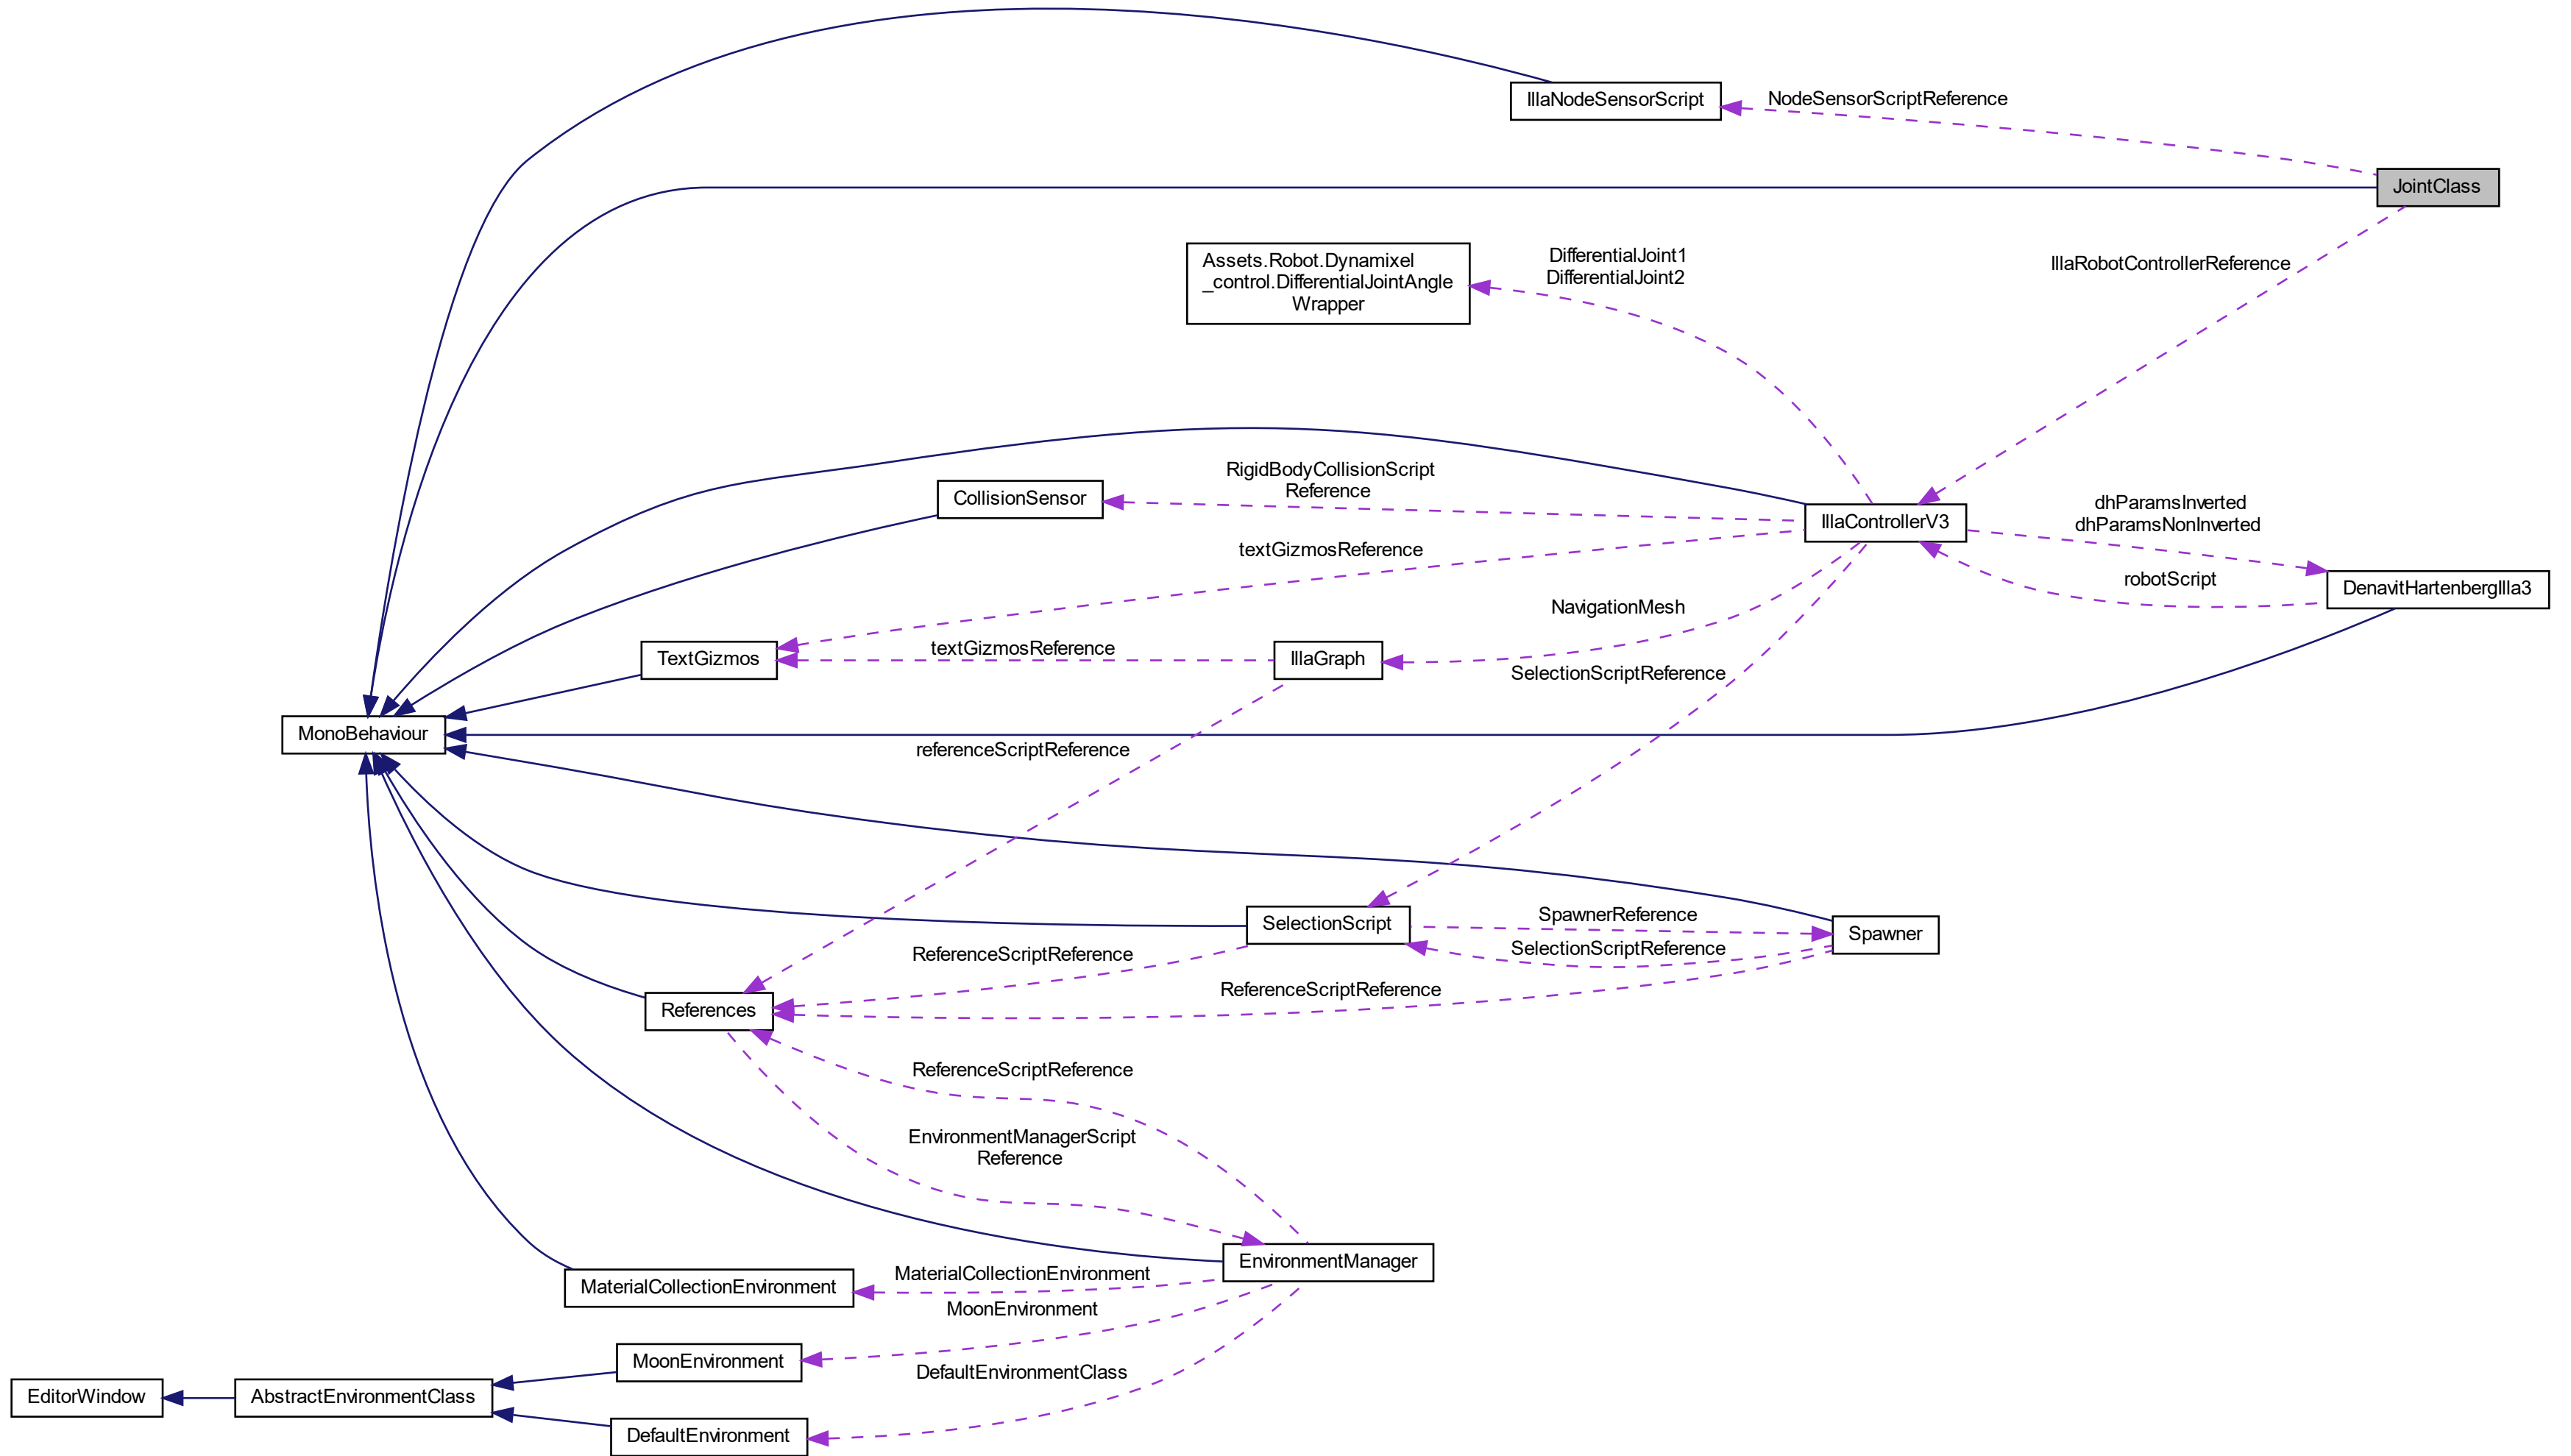 IllaNodeSensorScript
NodeSensorScriptReference
JointClass
Assets.Robot.Dynamixel
_control.DifferentialJointAngle
Wrapper
DifferentialJoint1
DifferentialJoint2
IllaRobotControllerReference
RigidBodyCollisionScript
Reference
CollisionSensor
IllaControllerV3
dhParamsInverted
dhParamsNonInverted
textGizmosReference
robotScript
DenavitHartenbergIlla3
NavigationMesh
TextGizmos
textGizmosReference
IllaGraph
SelectionScriptReference
MonoBehaviour
referenceScriptReference
SelectionScript
SpawnerReference
Spawner
SelectionScriptReference
ReferenceScriptReference
ReferenceScriptReference
References
ReferenceScriptReference
EnvironmentManagerScript
Reference
EnvironmentManager
MaterialCollectionEnvironment
MaterialCollectionEnvironment
MoonEnvironment
MoonEnvironment
DefaultEnvironmentClass
EditorWindow
AbstractEnvironmentClass
DefaultEnvironment